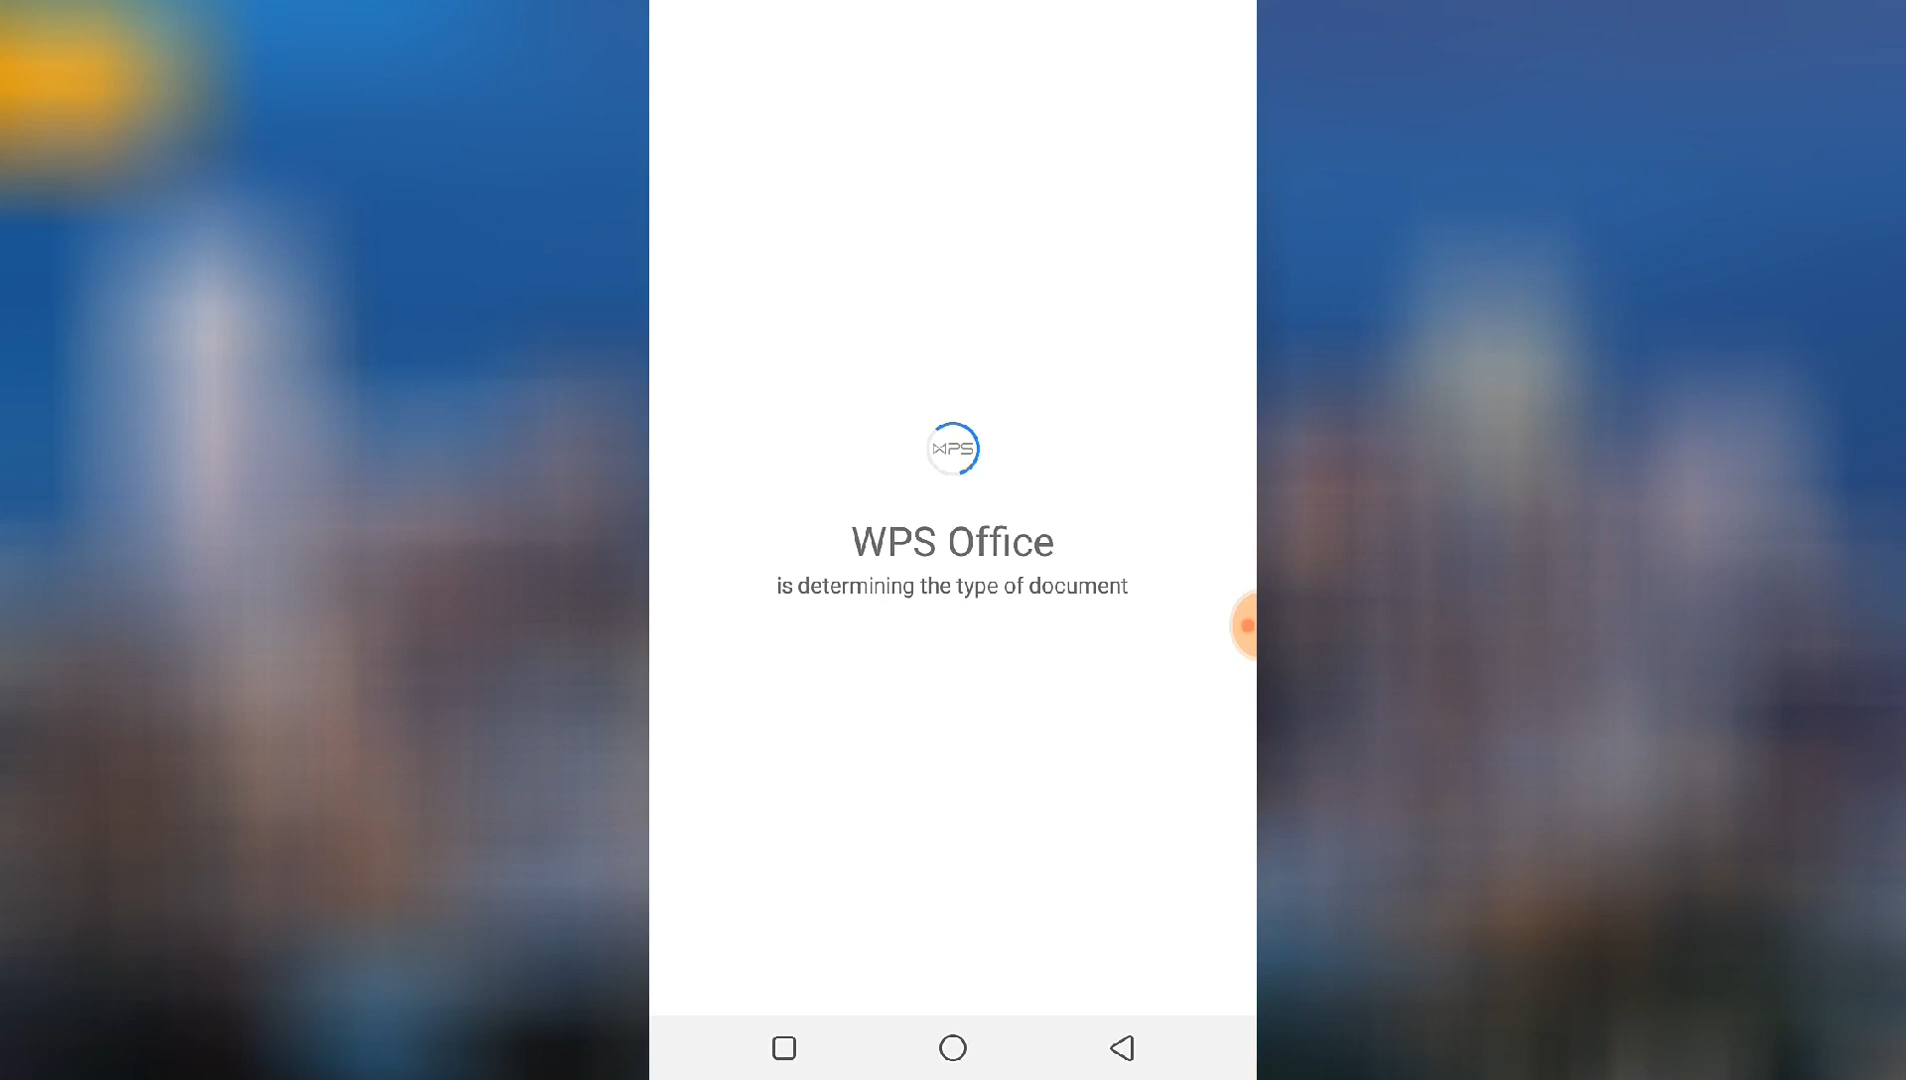 WPS
WPS Office
is determining the type of document